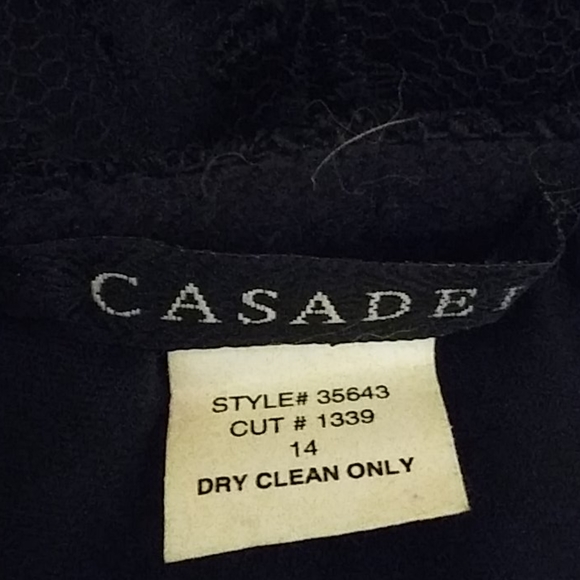 CASADEI
STYLE# 35643
CUT # 1339
14
DRY CLEAN ONLY